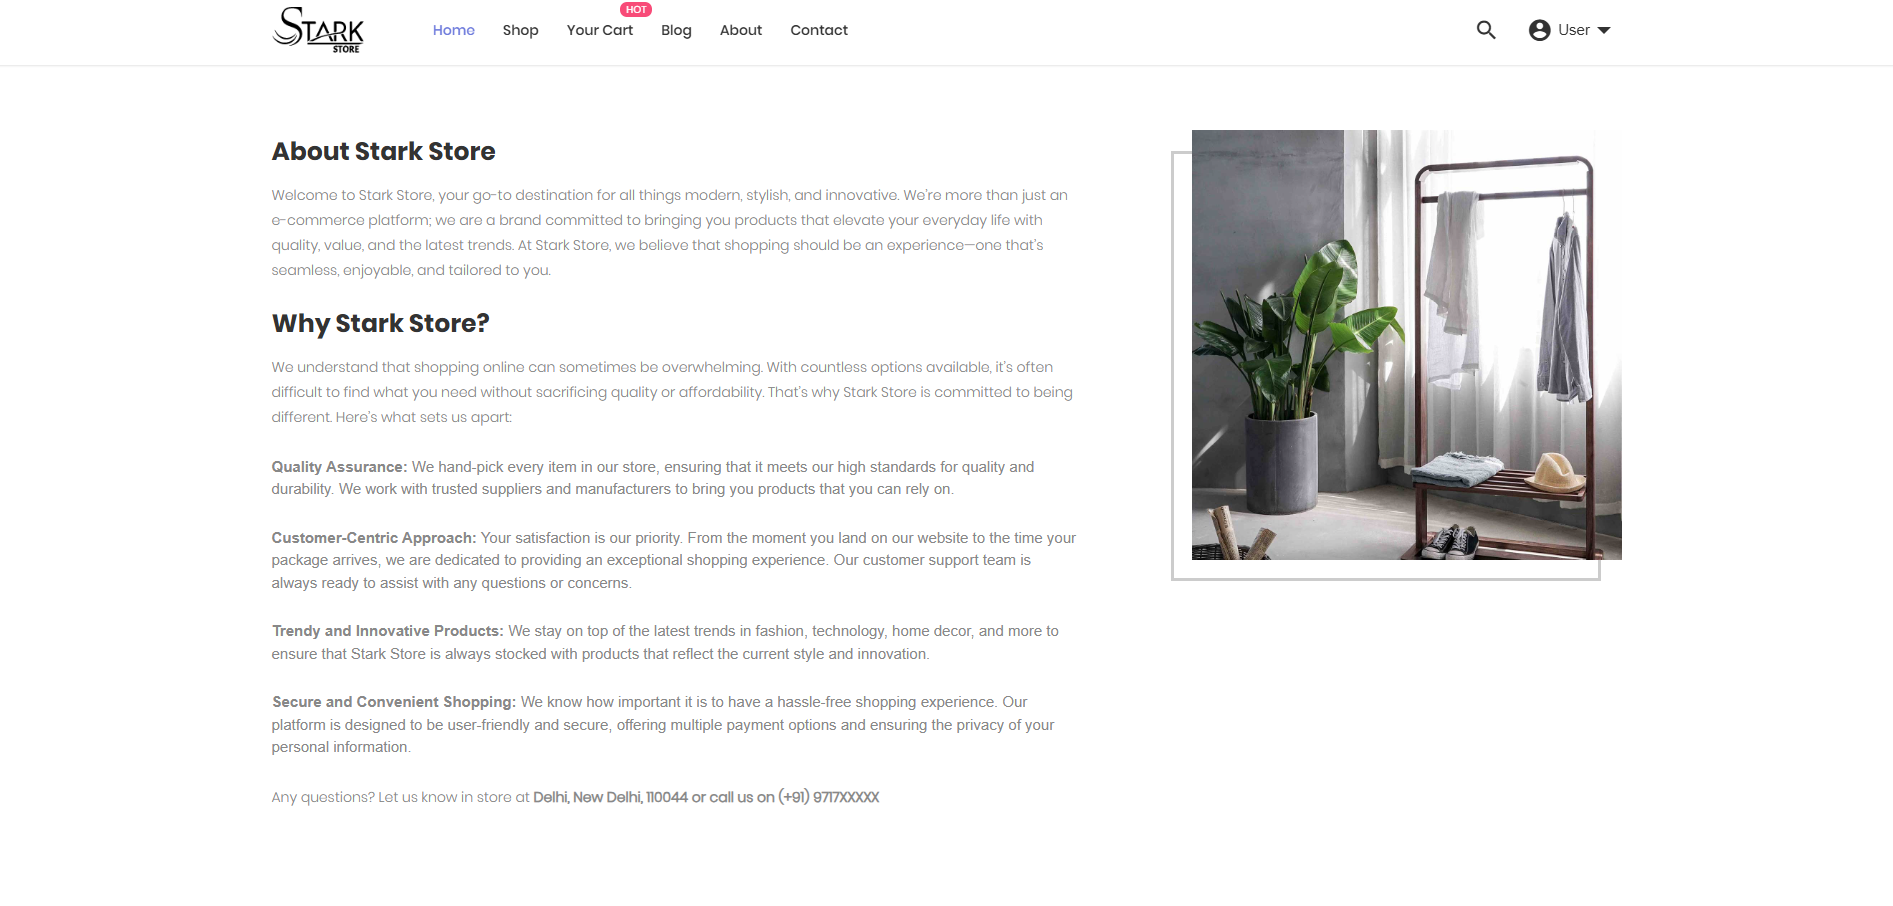 STARK
STORE
Home
Shop
Your Cart
HOT
Blog
About
Contact
User
About Stark Store
Welcome to Stark Store, your go-to destination for all things modern, stylish, and innovative. We're more than just an
e-commerce platform; we are a brand committed to bringing you products that elevate your everyday life with
quality, value, and the latest trends. At Stark Store, we believe that shopping should be an experience—one that's
seamless, enjoyable, and tailored to you.
Why Stark Store?
We understand that shopping online can sometimes be overwhelming. With countless options available, it's often
difficult to find what you need without sacrificing quality or affordability. That's why Stark Store is committed to being
different. Here's what sets us apart:
Quality Assurance: We hand-pick every item in our store, ensuring that it meets our high standards for quality and
durability. We work with trusted suppliers and manufacturers to bring you products that you can rely on.
Customer-Centric Approach: Your satisfaction is our priority. From the moment you land on our website to the time your
package arrives, we are dedicated to providing an exceptional shopping experience. Our customer support team is
always ready to assist with any questions or concerns.
Trendy and Innovative Products: We stay on top of the latest trends in fashion, technology, home decor, and more to
ensure that Stark Store is always stocked with products that reflect the current style and innovation.
Secure and Convenient Shopping: We know how important it is to have a hassle-free shopping experience. Our
platform is designed to be user-friendly and secure, offering multiple payment options and ensuring the privacy of your
personal information.
Any questions? Let us know in store at Delhi, New Delhi, 110044 or call us on (+91) 9717XXXXX